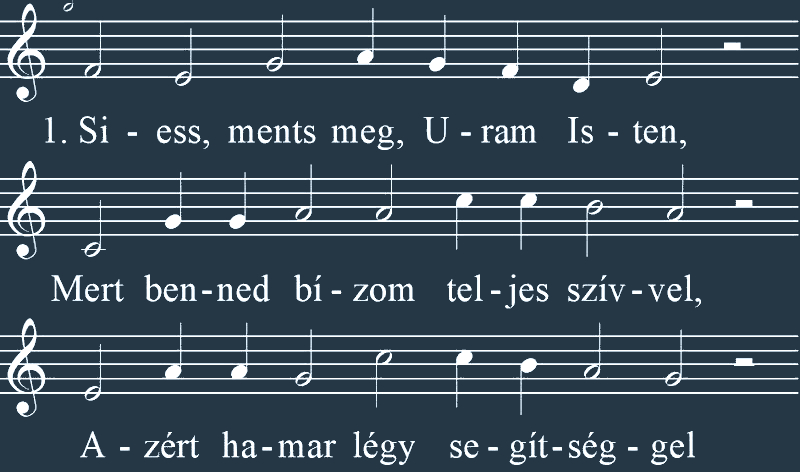 1. Si - ess, ments meg, U - ram Is - ten,
Mert ben-ned bí - zom tel-jes szív-vel,
A - zért ha-mar légy se - gít-ség - gel